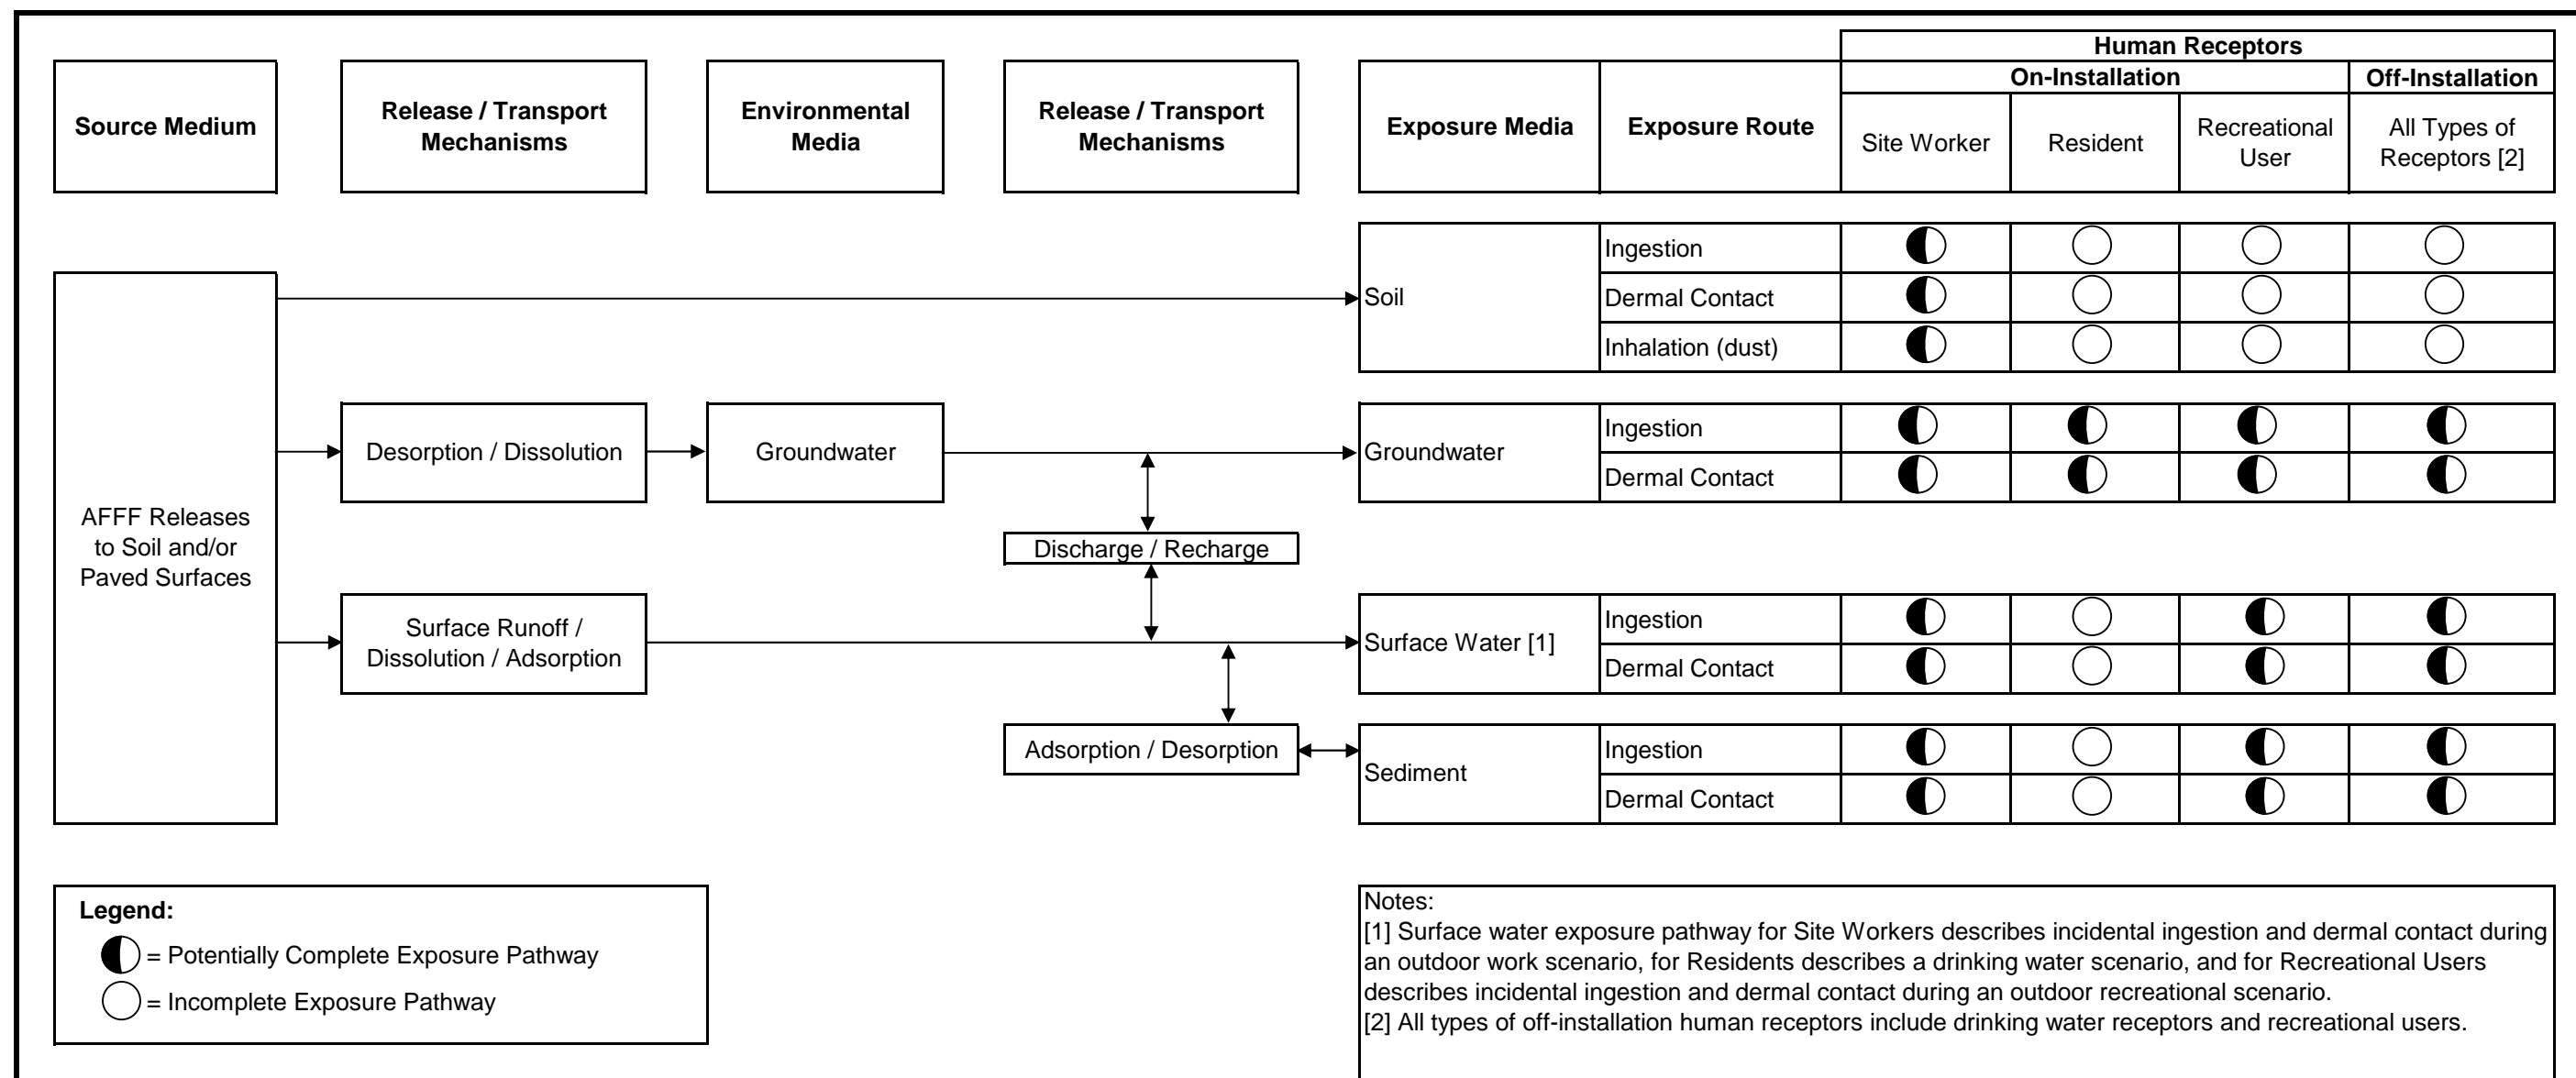 Human Receptors
On-Installation
Off-Installation
Source Medium
Release / Transport
Mechanisms
Environmental
Media
Release / Transport
Mechanisms
Exposure Media
Exposure Route
Site Worker
Resident
Recreational
User
All Types of
Receptors [2]
Soil
Ingestion
Dermal Contact
Inhalation (dust)
AFFF Releases
to Soil and/or
Paved Surfaces
Desorption / Dissolution
Groundwater
Groundwater
Ingestion
Dermal Contact
Discharge / Recharge
Surface Runoff /
Dissolution / Adsorption
Surface Water [1]
Ingestion
Dermal Contact
Adsorption / Desorption
Sediment
Ingestion
Dermal Contact
Legend:
= Potentially Complete Exposure Pathway
= Incomplete Exposure Pathway
Notes:
[1] Surface water exposure pathway for Site Workers describes incidental ingestion and dermal contact during
an outdoor work scenario, for Residents describes a drinking water scenario, and for Recreational Users
describes incidental ingestion and dermal contact during an outdoor recreational scenario.
[2] All types of off-installation human receptors include drinking water receptors and recreational users.